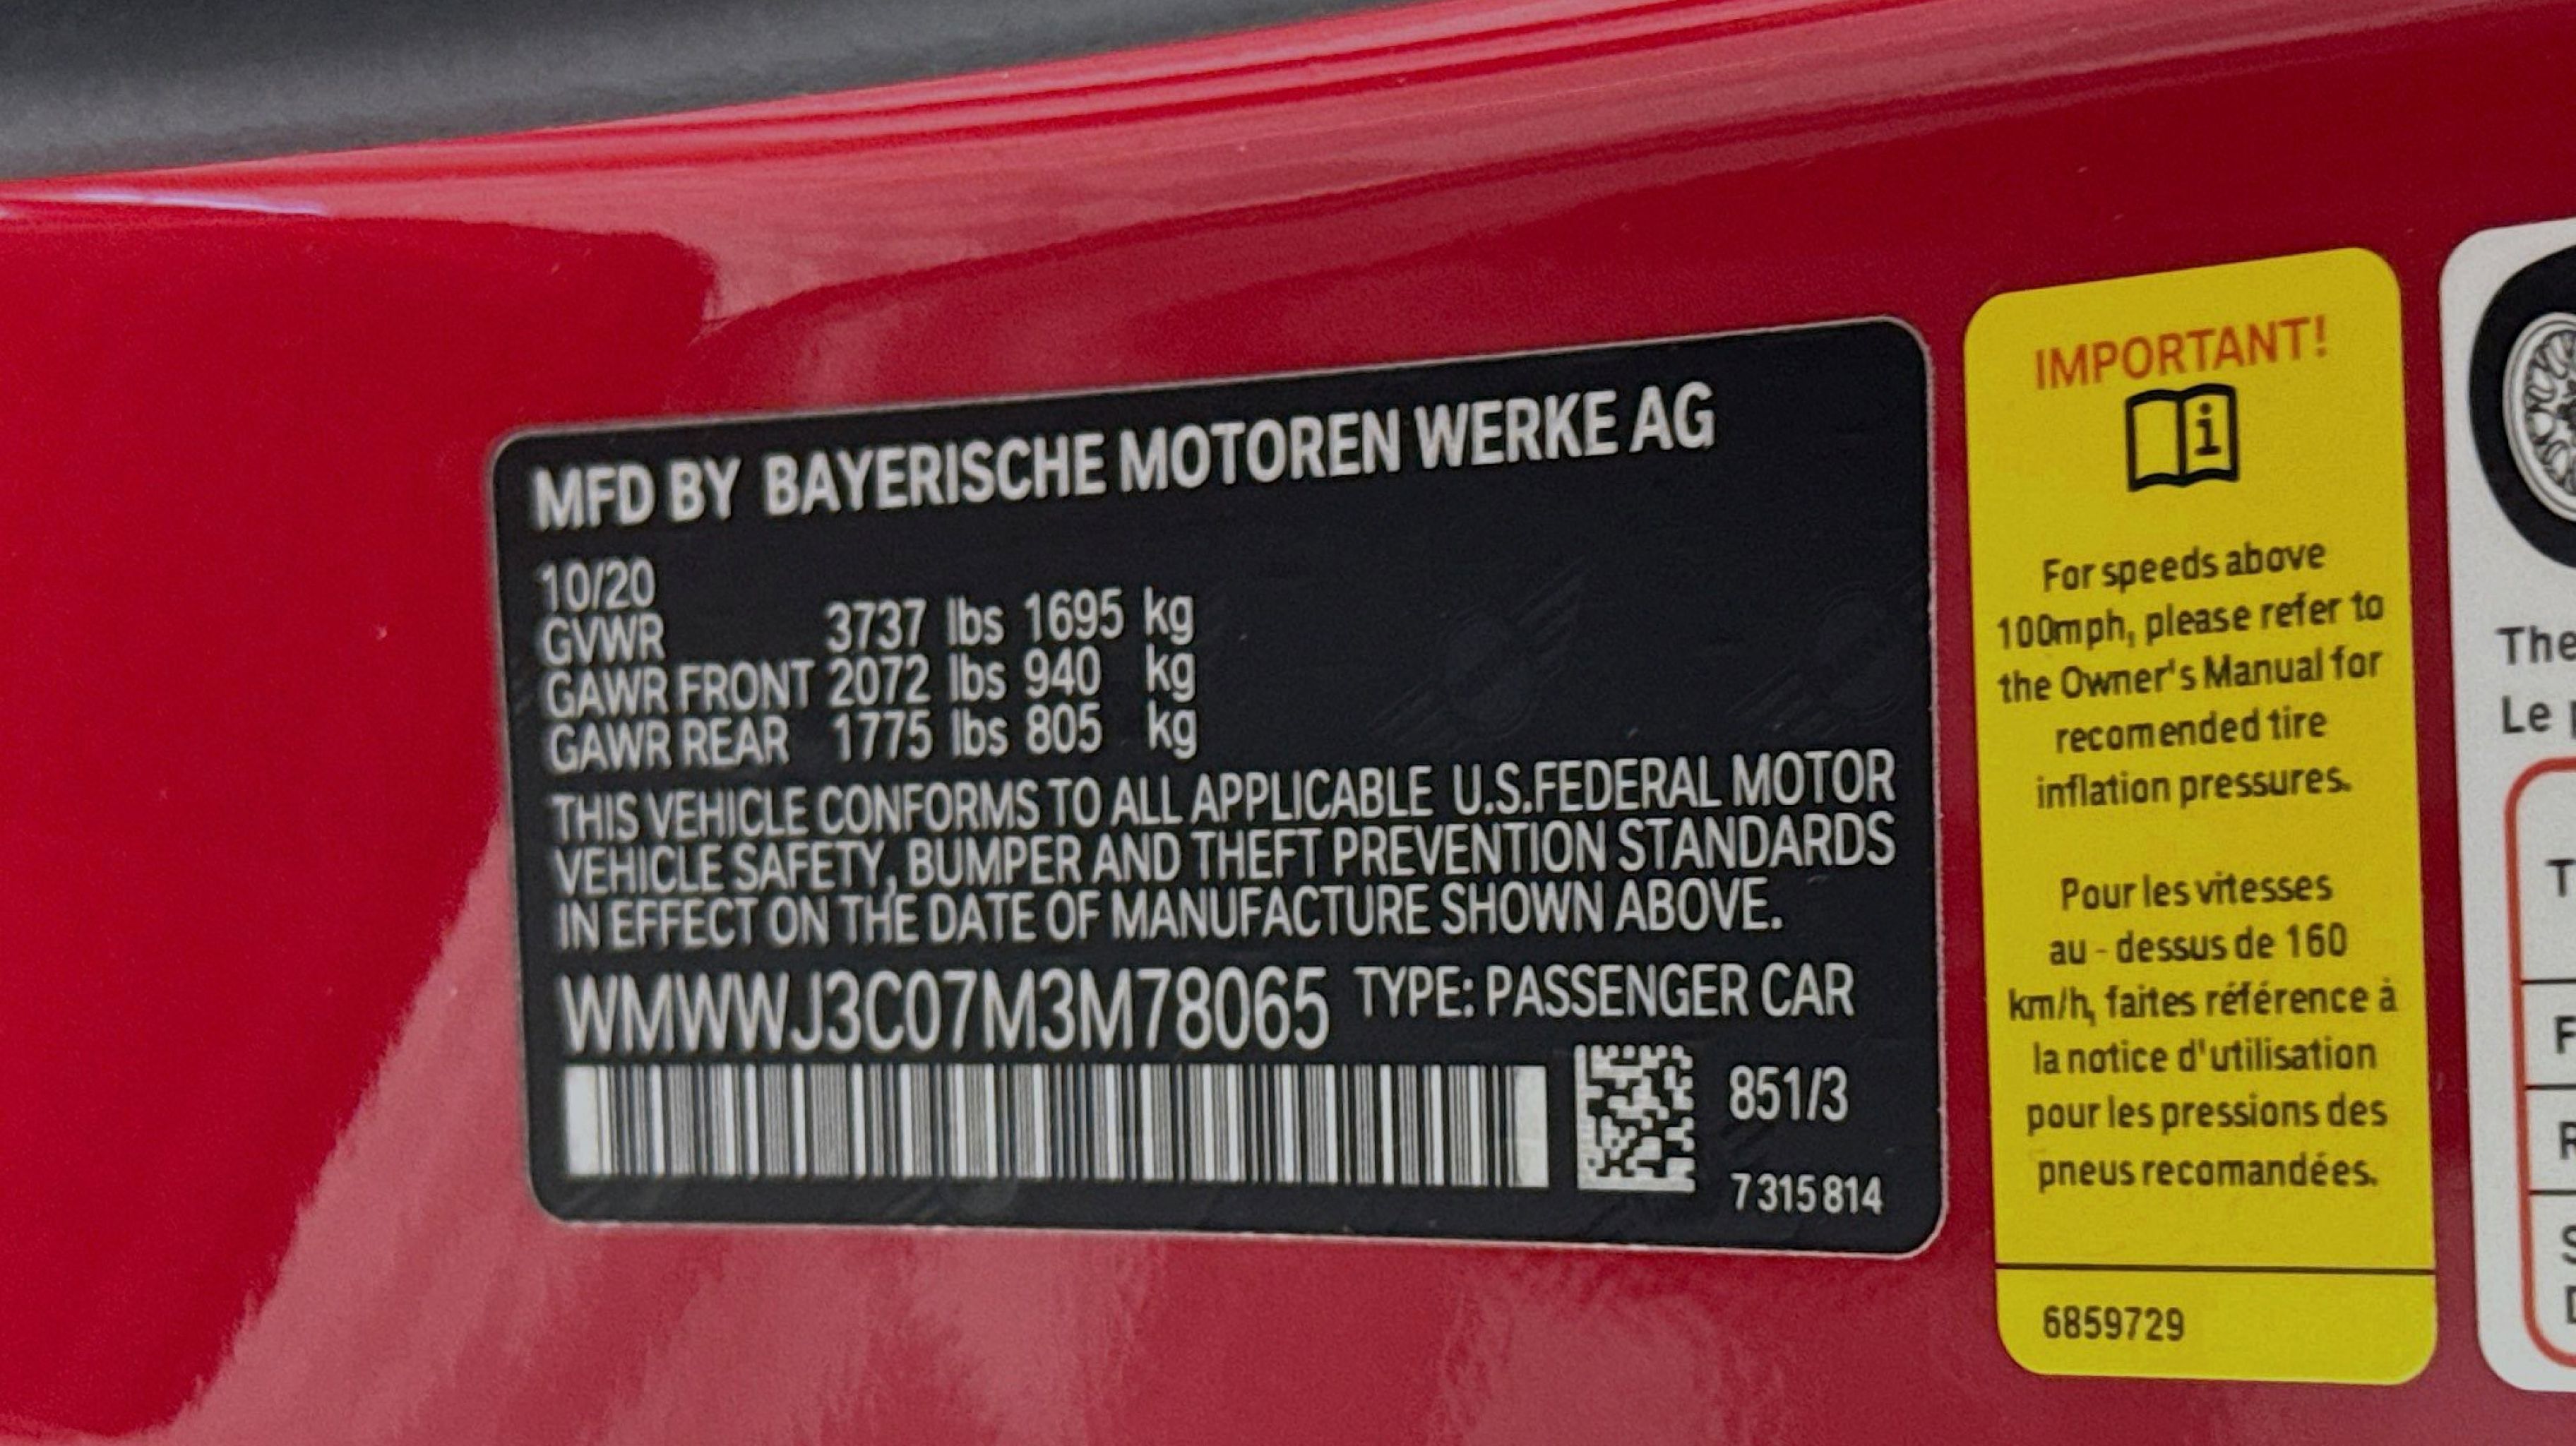 MFD BY BAYERISCHE MOTOREN WERKE AG
10/20
GVWR 3737 lbs 1695 kg
GAWR FRONT 2072 lbs 940 kg
GAWR REAR 1775 lbs 805 kg
THIS VEHICLE CONFORMS TO ALL APPLICABLE U.S.FEDERAL MOTOR
VEHICLE SAFETY, BUMPER AND THEFT PREVENTION STANDARDS
IN EFFECT ON THE DATE OF MANUFACTURE SHOWN ABOVE.
WMWWJ3C07M3M78065 TYPE: PASSENGER CAR
851/3
7 315 814
IMPORTANT!
i
For speeds above
100mph, please refer to
the Owner's Manual for
recomended tire
inflation pressures.
Pour les vitesses
au - dessus de 160
km/h, faites référence à
la notice d'utilisation
pour les pressions des
pneus recomandées.
6859729
The
Le